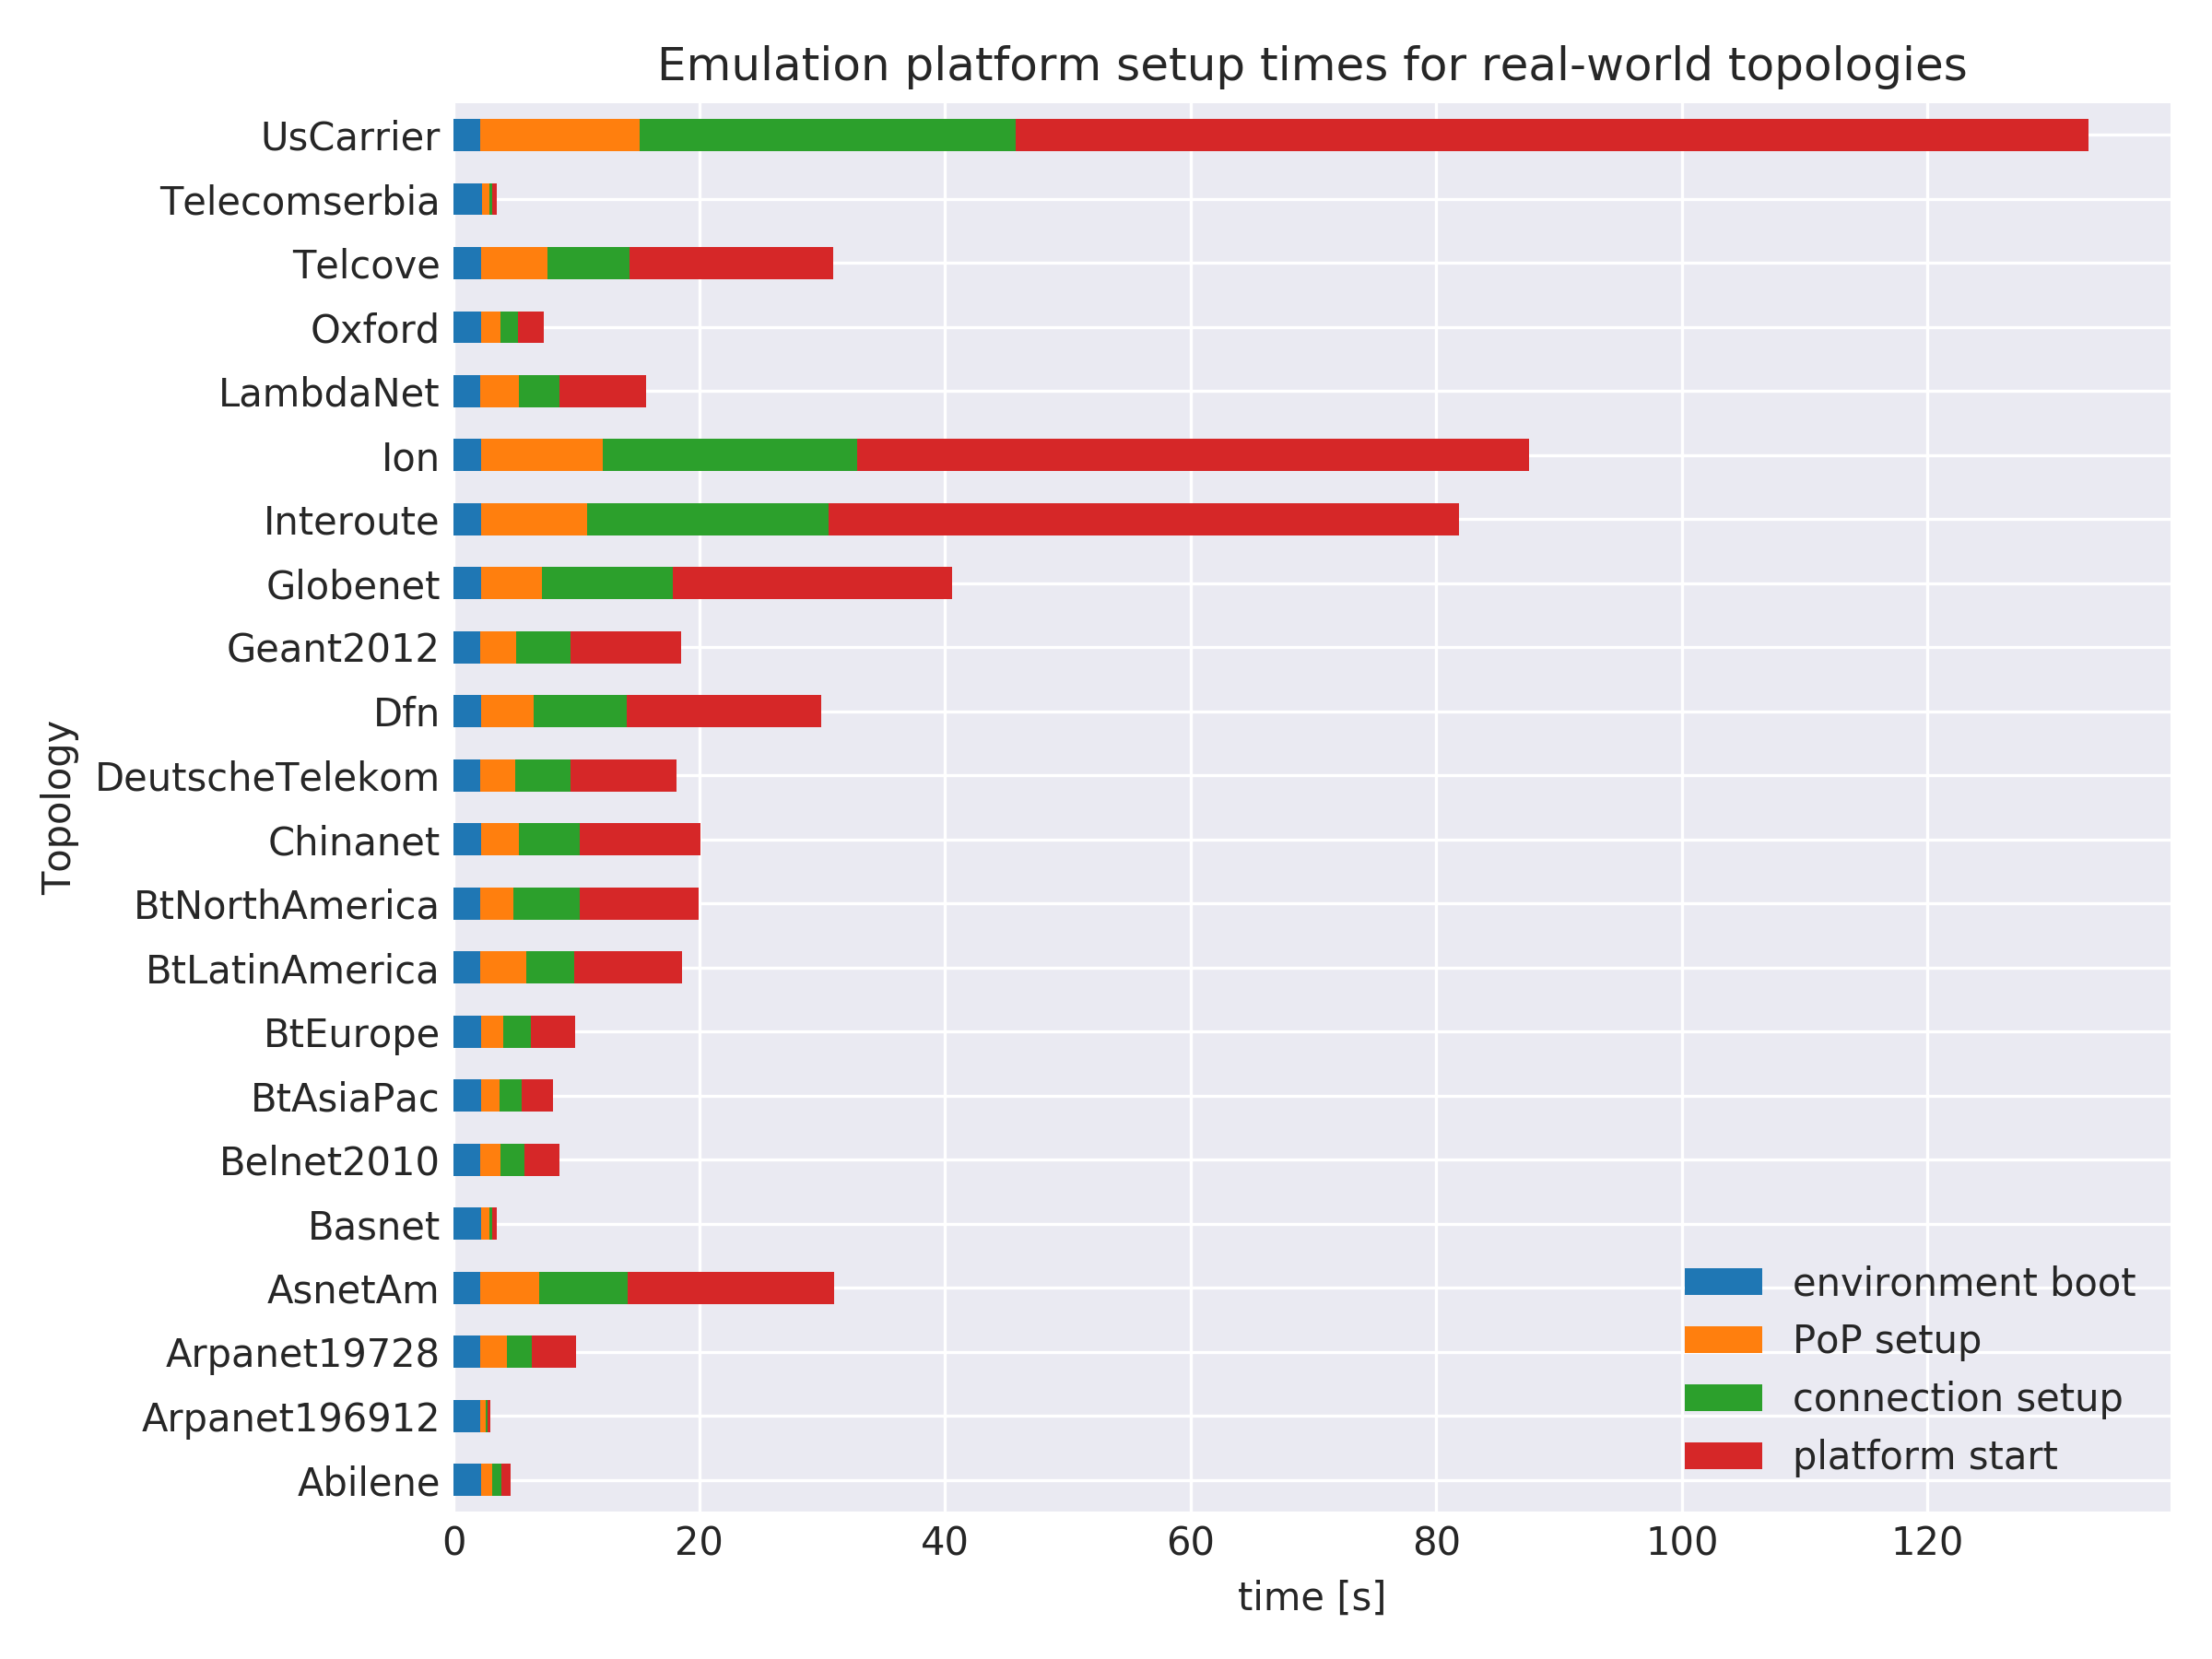 Emulation platform setup times for real-world topologies
UsCarrier
Telecomserbia
Telcove
Oxford
LambdaNet
Ion
Interoute
Globenet
Geant2012
Dfn
DeutscheTelekom
Chinanet
BtNorthAmerica
BtLatinAmerica
BtEurope
BtAsiaPac
Belnet2010
Basnet
AsnetAm
Arpanet19728
Arpanet196912
Abilene
Topology
environment boot
PoP setup
connection setup
platform start
0 20 40 60 80 100 120
time [s]